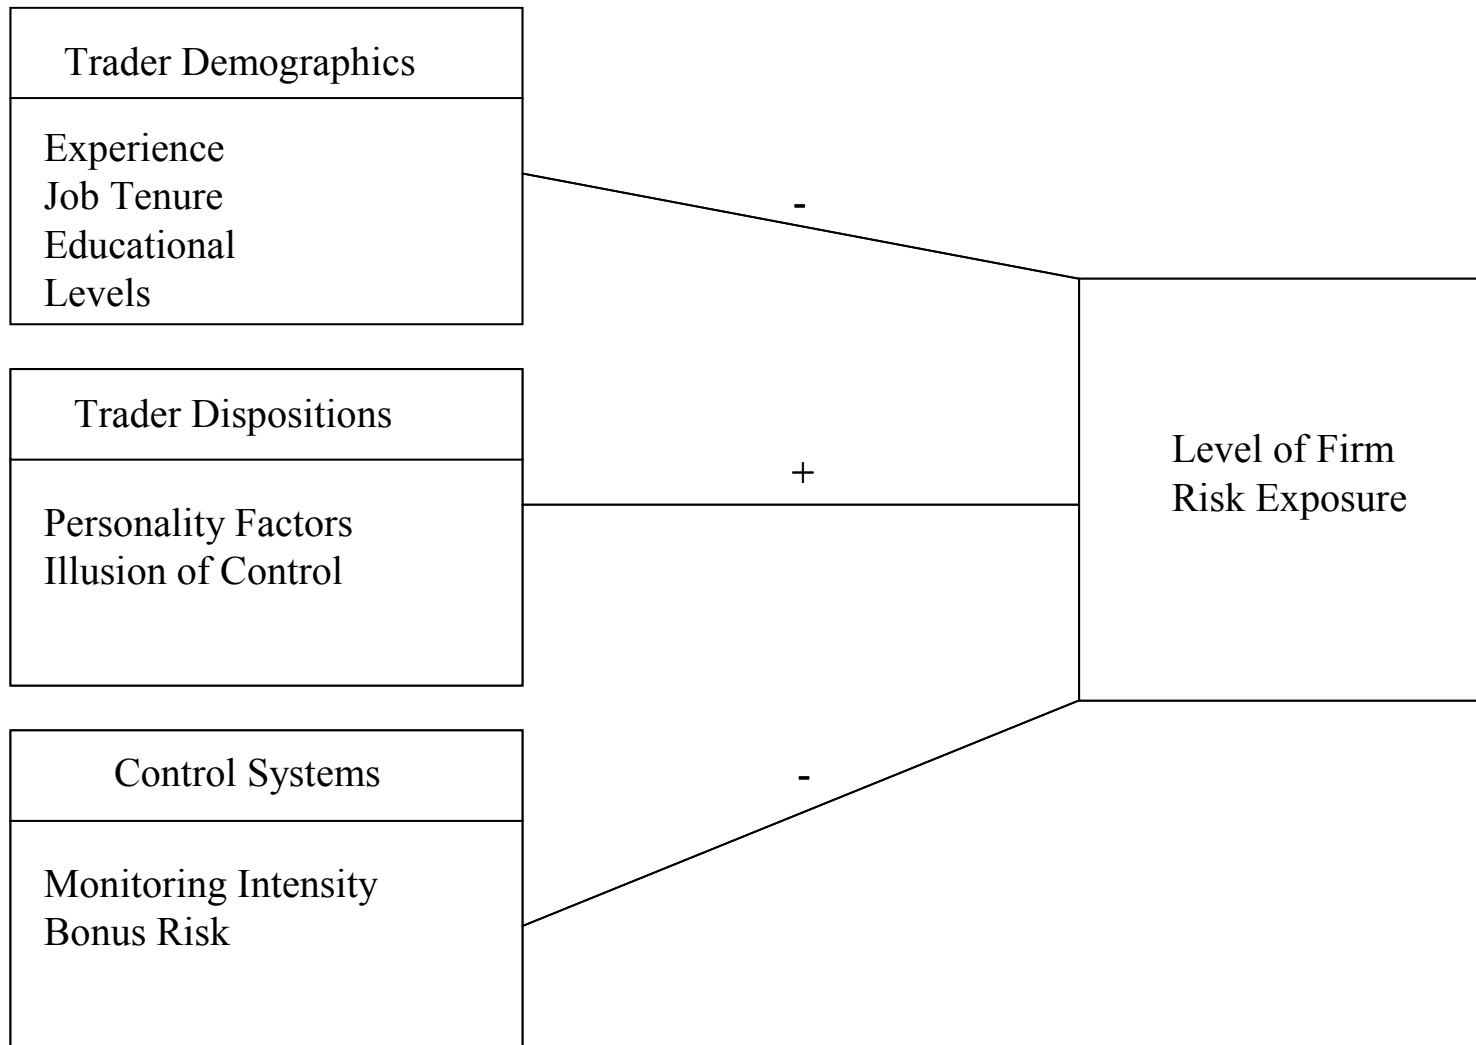 Trader Demographics
Experience
Job Tenure
Educational
Levels
-
Trader Dispositions
Personality Factors
Illusion of Control
+
Level of Firm
Risk Exposure
Control Systems
Monitoring Intensity
Bonus Risk
-